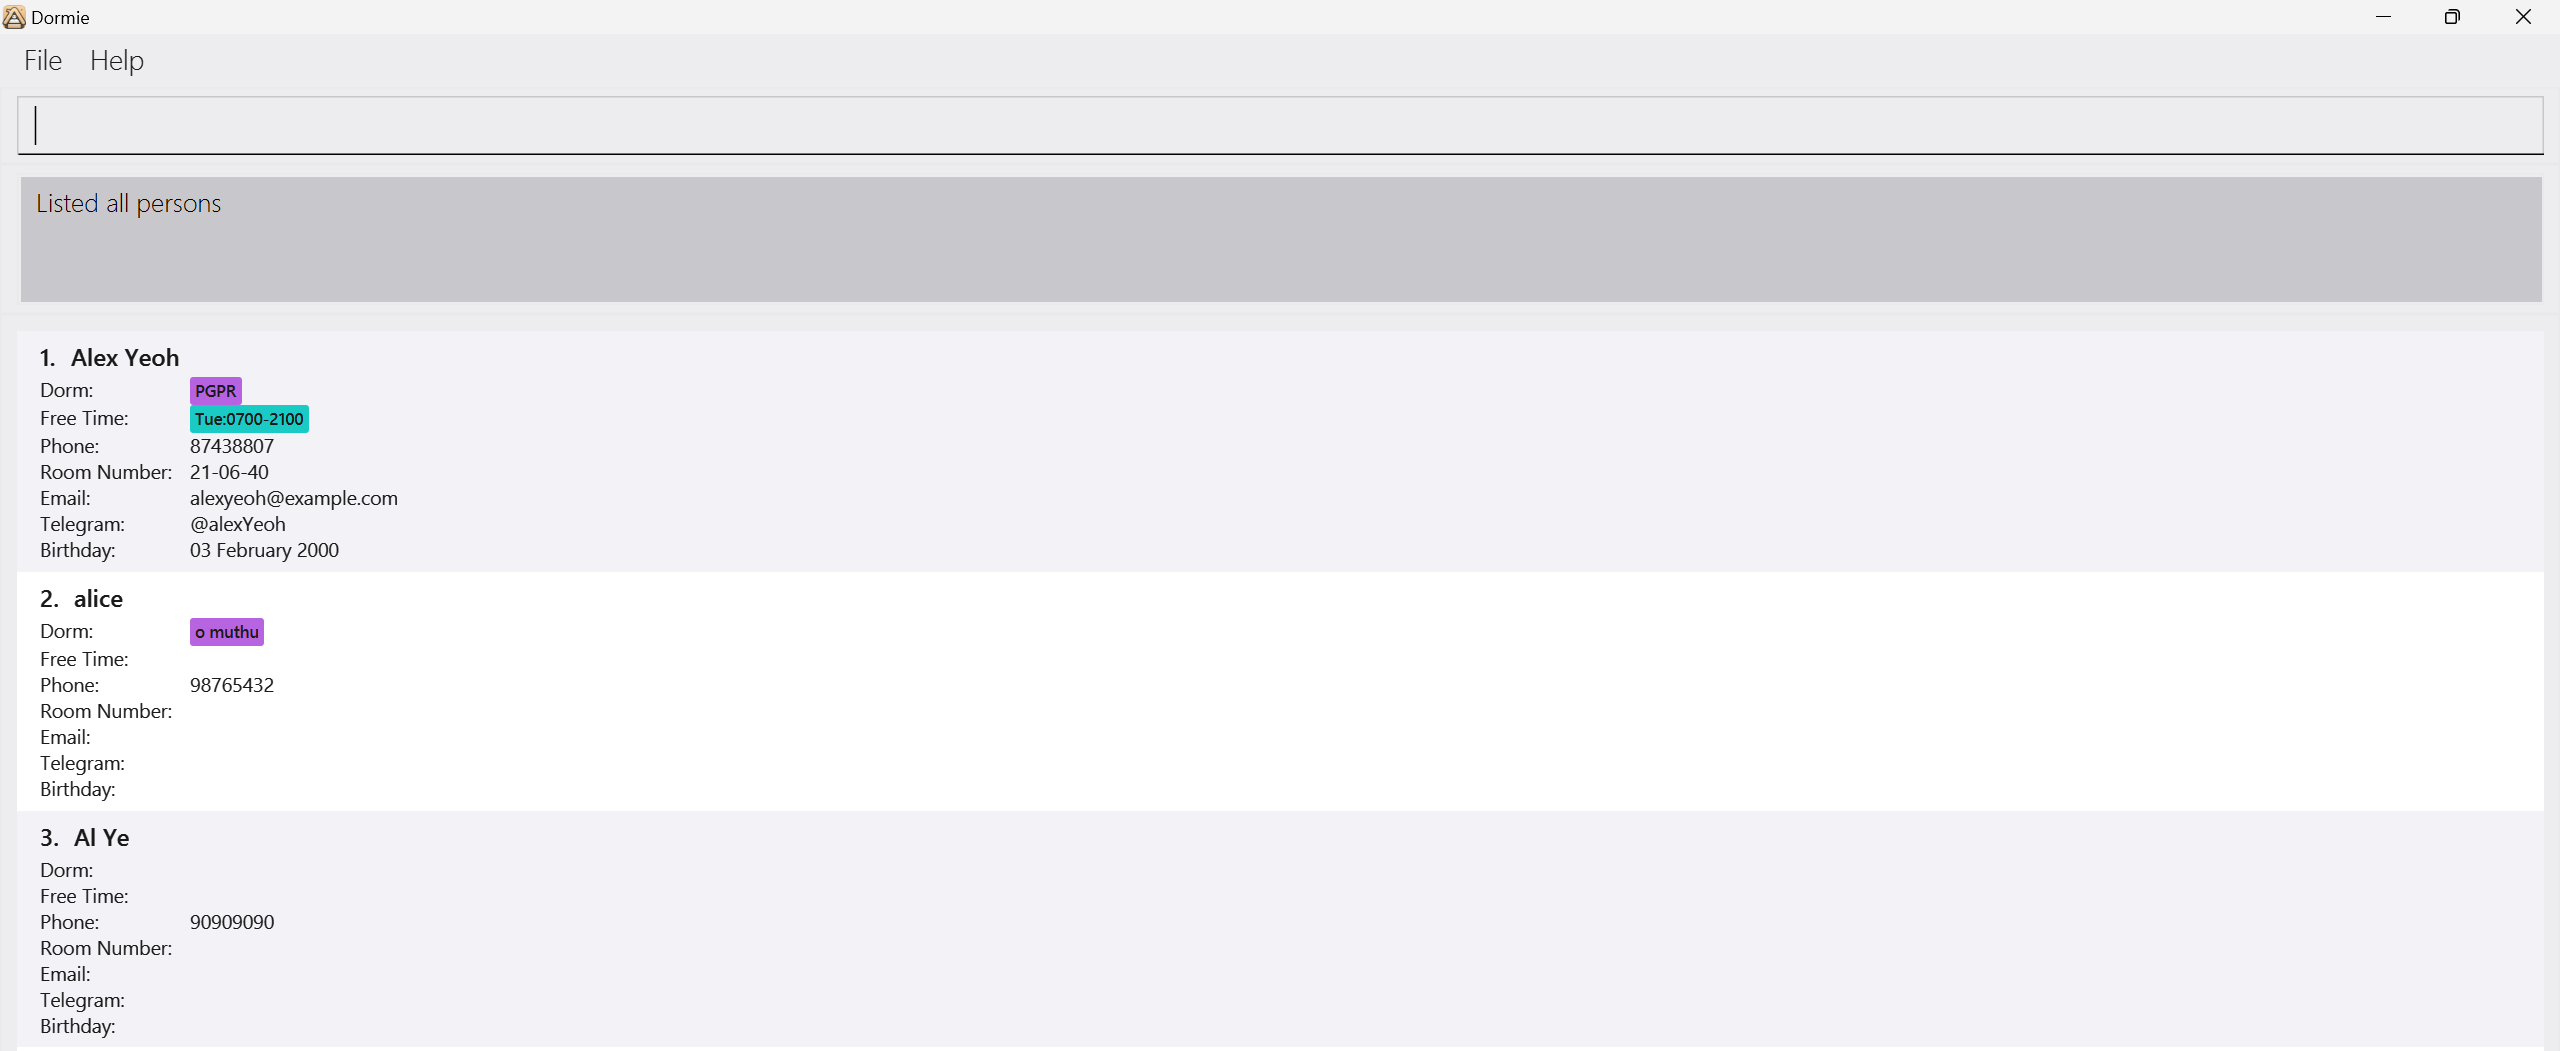 Dormie
File Help
Listed all persons
1. Alex Yeoh
Dorm: PGPR
Free Time: Tue:0700-2100
Phone: 87438807
Room Number: 21-06-40
Email: alexyeoh@example.com
Telegram: @alexYeoh
Birthday: 03 February 2000
2. alice
Dorm: o muthu
Free Time:
Phone: 98765432
Room Number:
Email:
Telegram:
Birthday:
3. Al Ye
Dorm:
Free Time:
Phone: 90909090
Room Number:
Email:
Telegram:
Birthday: